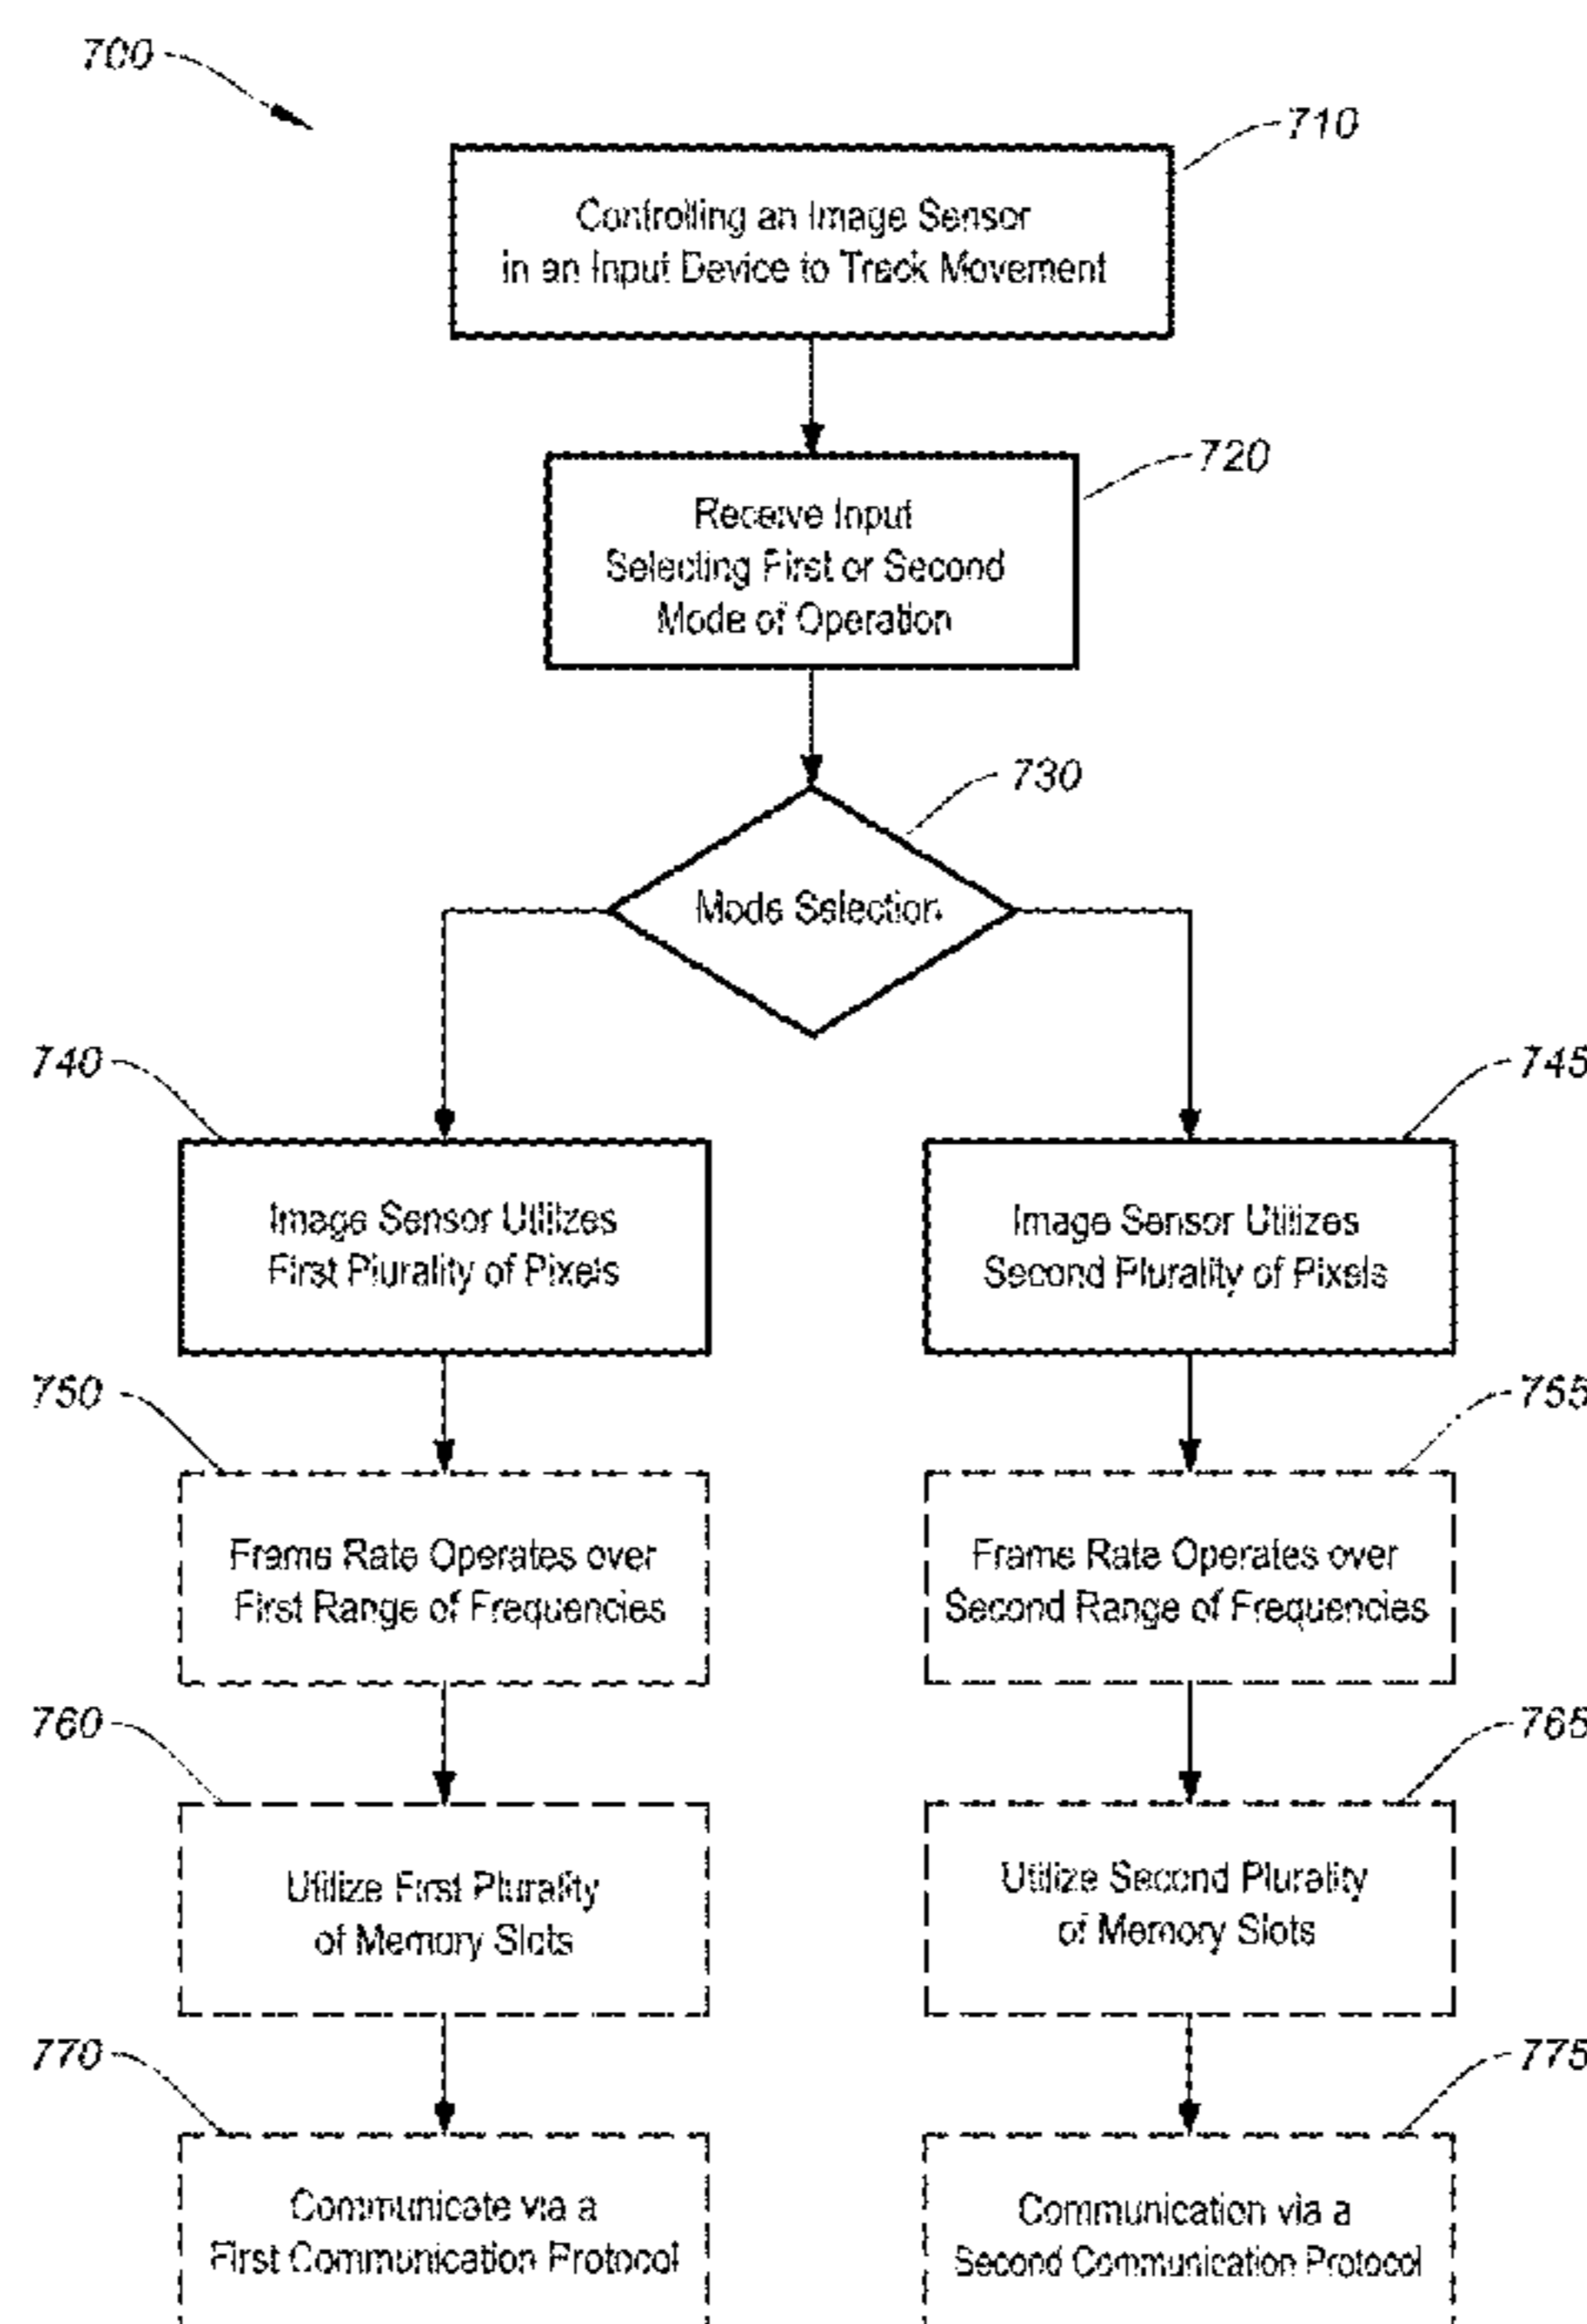 700
710
Controlling an Image Sensor
in an Input Device to Track Movement
720
Receive Input
Selecting First or Second
Mode of Operation
730
Mode Selection
740
745
Image Sensor Utilizes
First Plurality of Pixels
Image Sensor Utilizes
Second Plurality of Pixels
750
755
Frame Rate Operates over
First Range of Frequencies
Frame Rate Operates over
Second Range of Frequencies
760
765
Utilize First Plurality
of Memory Slots
Utilize Second Plurality
of Memory Slots
770
775
Communicate via a
First Communication Protocol
Communication via a
Second Communication Protocol